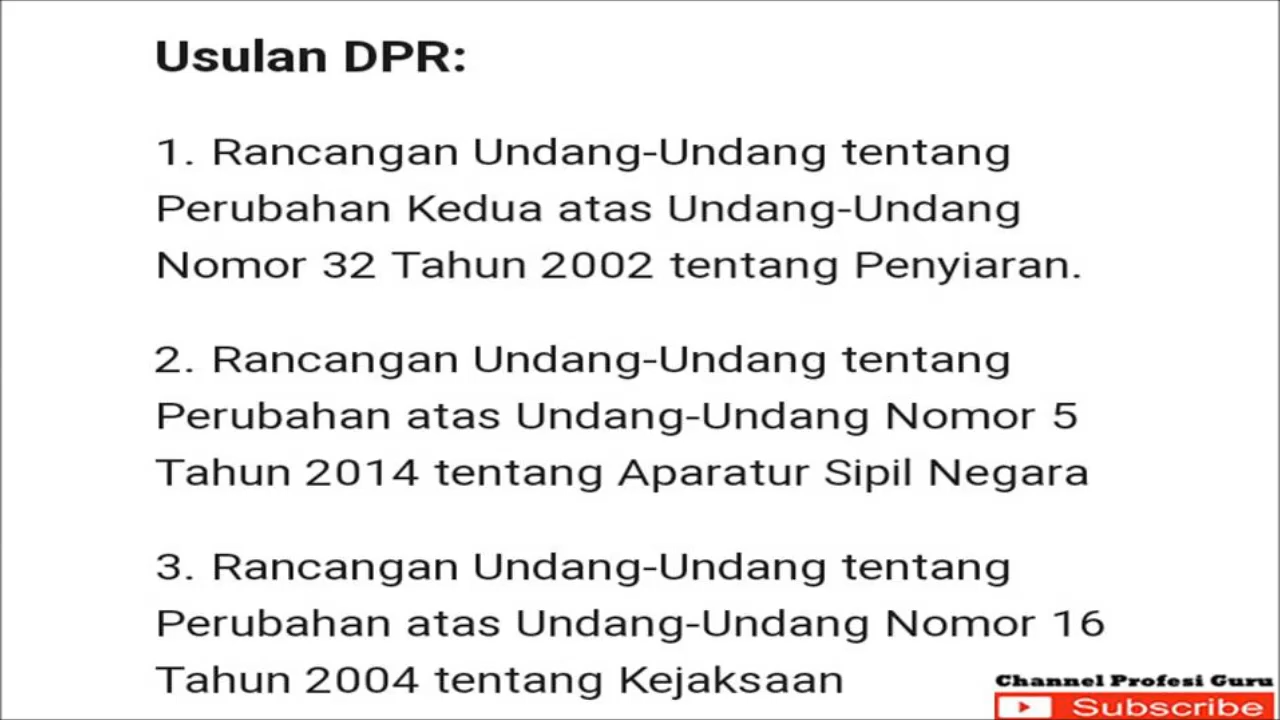 Usulan DPR:
1. Rancangan Undang-Undang tentang
Perubahan Kedua atas Undang-Undang
Nomor 32 Tahun 2002 tentang Penyiaran.
2. Rancangan Undang-Undang tentang
Perubahan atas Undang-Undang Nomor 5
Tahun 2014 tentang Aparatur Sipil Negara
3. Rancangan Undang-Undang tentang
Perubahan atas Undang-Undang Nomor 16
Tahun 2004 tentang Kejaksaan
Channel Profesi Guru
Subscribe